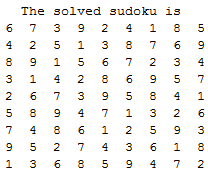 The solved sudoku is
6 7 3 9 2 4 1 8 5
4 2 5 1 3 8 7 6 9
8 9 1 5 6 7 2 3 4
3 1 4 2 8 6 9 5 7
2 6 7 3 9 5 8 4 1
5 8 9 4 7 1 3 2 6
7 4 8 6 1 2 5 9 3
9 5 2 7 4 3 6 1 8
1 3 6 8 5 9 4 7 2